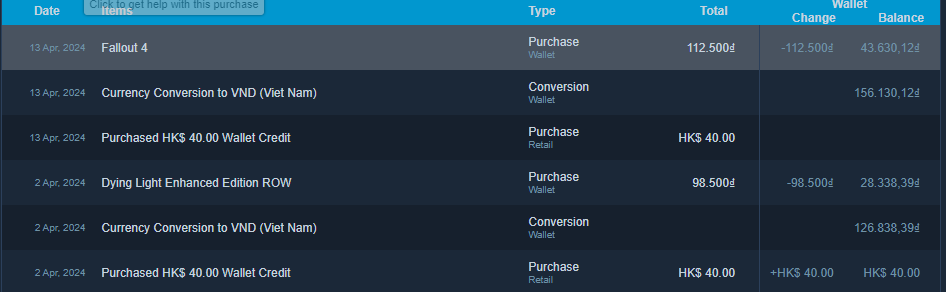 Click to get help with this purchase
Date Items Type Total Wallet
Change Balance
13 Apr, 2024 Fallout 4 Purchase 112.500₫ -112.500₫ 43.630,12₫
Wallet
13 Apr, 2024 Currency Conversion to VND (Viet Nam) Conversion 156.130,12₫
Wallet
13 Apr, 2024 Purchased HK$ 40.00 Wallet Credit Purchase HK$ 40.00
Retail
2 Apr, 2024 Dying Light Enhanced Edition ROW Purchase 98.500₫ -98.500₫ 28.338,39₫
Wallet
2 Apr, 2024 Currency Conversion to VND (Viet Nam) Conversion 126.838,39₫
Wallet
2 Apr, 2024 Purchased HK$ 40.00 Wallet Credit Purchase HK$ 40.00 +HK$ 40.00 HK$ 40.00
Retail